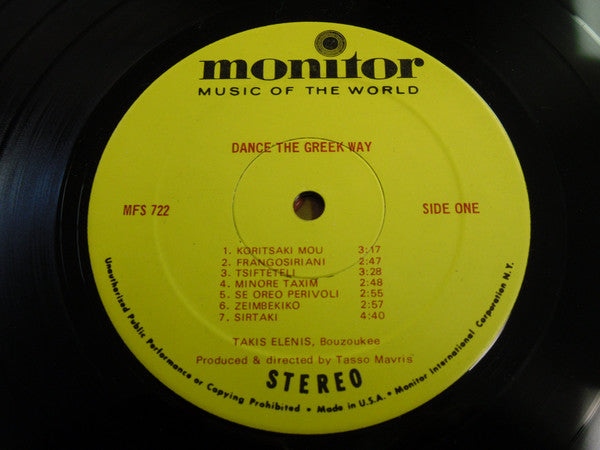 monitor
MUSIC OF THE WORLD
DANCE THE GREEK WAY
MFS 722
SIDE ONE
1. KORITSAKI MOU 3:17
2. FRANGOSIRIANI 2:47
3. TSIFTETELI 3:28
4. MINORE TAXIM 2:48
5. SE OREO PERIVOLI 2:55
6. ZEIMBEKIKO 2:57
7. SIRTAKI 4:40
TAKIS ELENIS, Bouzoukee
Produced & directed by Tasso Mavris
STEREO
Unauthorised Public Performance or Copying Prohibited • Made in U.S.A. • Monitor International Corporation N.Y.